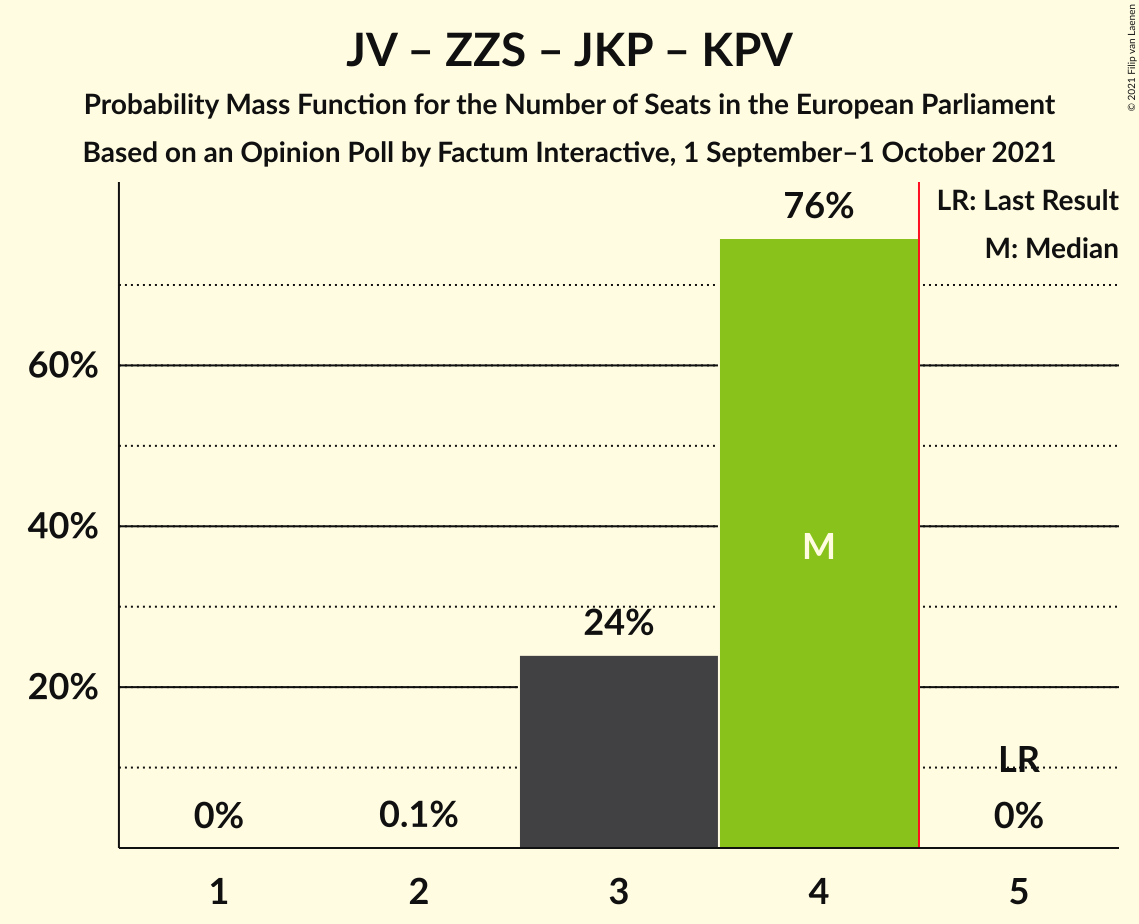 JV – ZZS – JKP – KPV
Probability Mass Function for the Number of Seats in the European Parliament
Based on an Opinion Poll by Factum Interactive, 1 September–1 October 2021
© 2021 Filip van Laenen
LR: Last Result
M: Median
76%
60%
40%
M
24%
20%
LR
0%
0.1%
0%
1
2
3
4
5